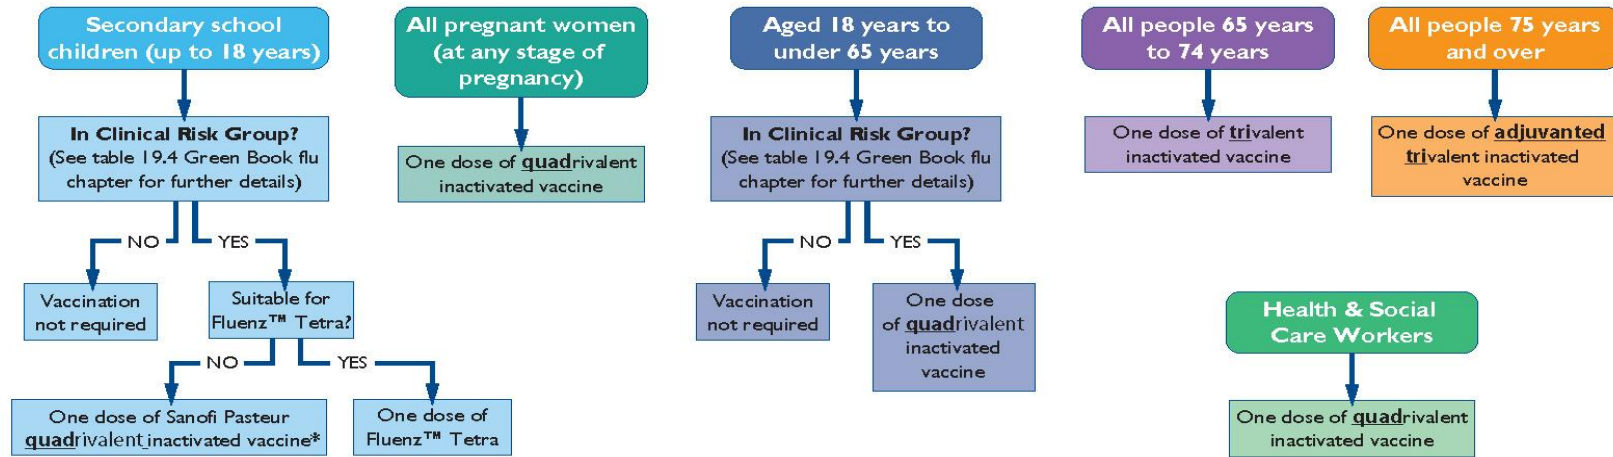 Secondary school
children (up to 18 years)
In Clinical Risk Group?
(See table 19.4 Green Book flu
chapter for further details)
NO
YES
Vaccination
not required
Suitable for
Fluenz™ Tetra?
NO
YES
One dose of Sanofi Pasteur
quadrivalent inactivated vaccine*
One dose of
Fluenz™ Tetra
All pregnant women
(at any stage of
pregnancy)
One dose of quadrivalent
inactivated vaccine
Aged 18 years to
under 65 years
In Clinical Risk Group?
(See table 19.4 Green Book flu
chapter for further details)
NO
YES
Vaccination
not required
One dose
of quadrivalent
inactivated
vaccine
All people 65 years
to 74 years
One dose of trivalent
inactivated vaccine
All people 75 years
and over
One dose of adjuvanted
trivalent inactivated
vaccine
Health & Social
Care Workers
One dose of quadrivalent
inactivated vaccine